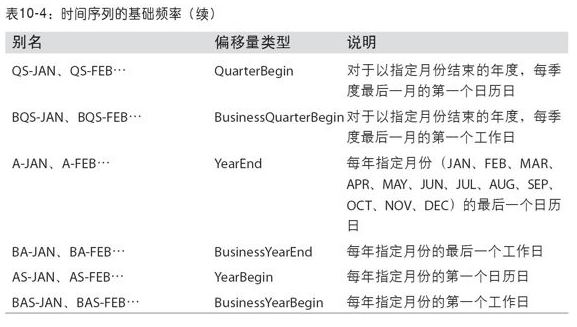 表10-4：时间序列的基础频率（续）
别名 偏移量类型 说明
QS-JAN、QS-FEB… QuarterBegin 对于以指定月份结束的年度，每季
度最后一月的第一个日历日
BQS-JAN、BQS-FEB… BusinessQuarterBegin 对于以指定月份结束的年度，每季
度最后一月的第一个工作日
A-JAN、A-FEB… YearEnd 每年指定月份（JAN、FEB、MAR、
APR、MAY、JUN、JUL、AUG、SEP、
OCT、NOV、DEC）的最后一个日历
日
BA-JAN、BA-FEB… BusinessYearEnd 每年指定月份的最后一个工作日
AS-JAN、AS-FEB… YearBegin 每年指定月份的第一个日历日
BAS-JAN、BAS-FEB… BusinessYearBegin 每年指定月份的第一个工作日